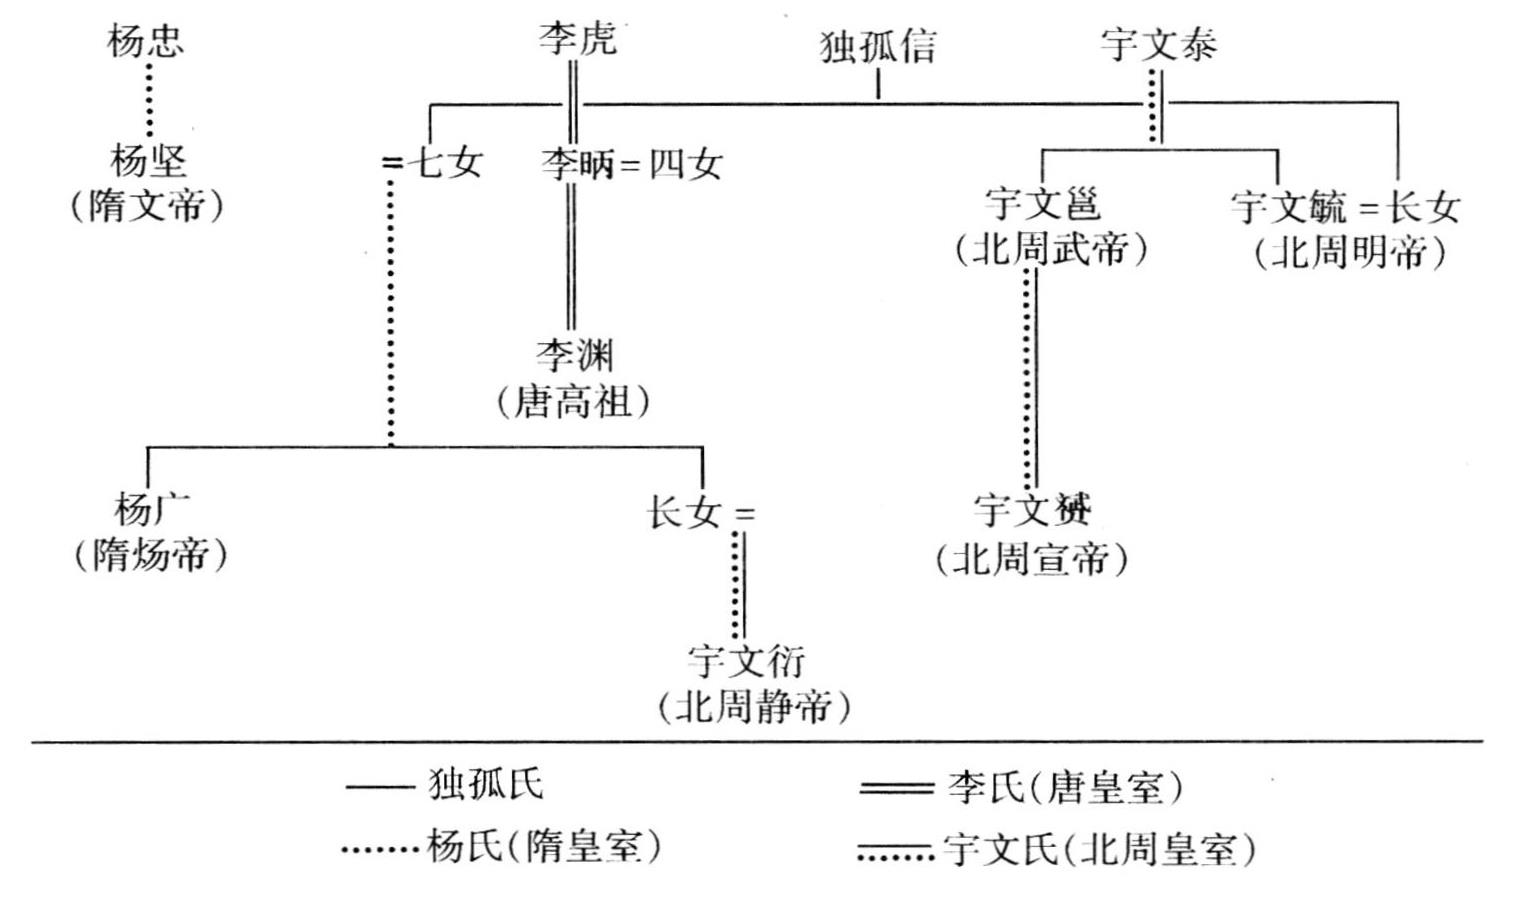 杨忠
李虎
独孤信
宇文泰
杨坚
(隋文帝)
=七女
李昞=四女
宇文邕
(北周武帝)
宇文毓=长女
(北周明帝)
李渊
(唐高祖)
杨广
(隋炀帝)
长女=
宇文赟
(北周宣帝)
宇文衍
(北周静帝)
独孤氏
李氏(唐皇室)
杨氏(隋皇室)
宇文氏(北周皇室)